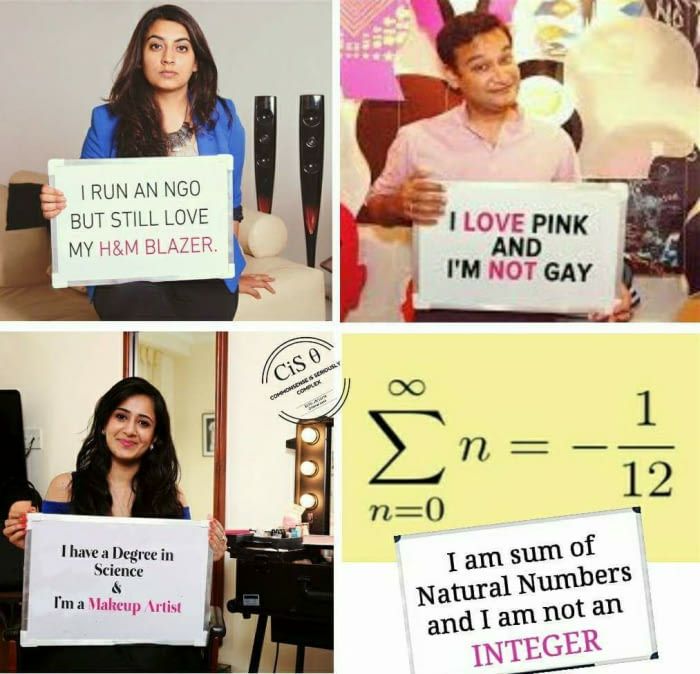 I RUN AN NGO
BUT STILL LOVE
MY H&M BLAZER.
I LOVE PINK
AND
I'M NOT GAY
CiS θ
COMMONSENSE IS SERIOUSLY
COMPLEX
I have a Degree in
Science
&
I'm a Makeup Artist
∞
∑ n = − 1/12
n=0
I am sum of
Natural Numbers
and I am not an
INTEGER